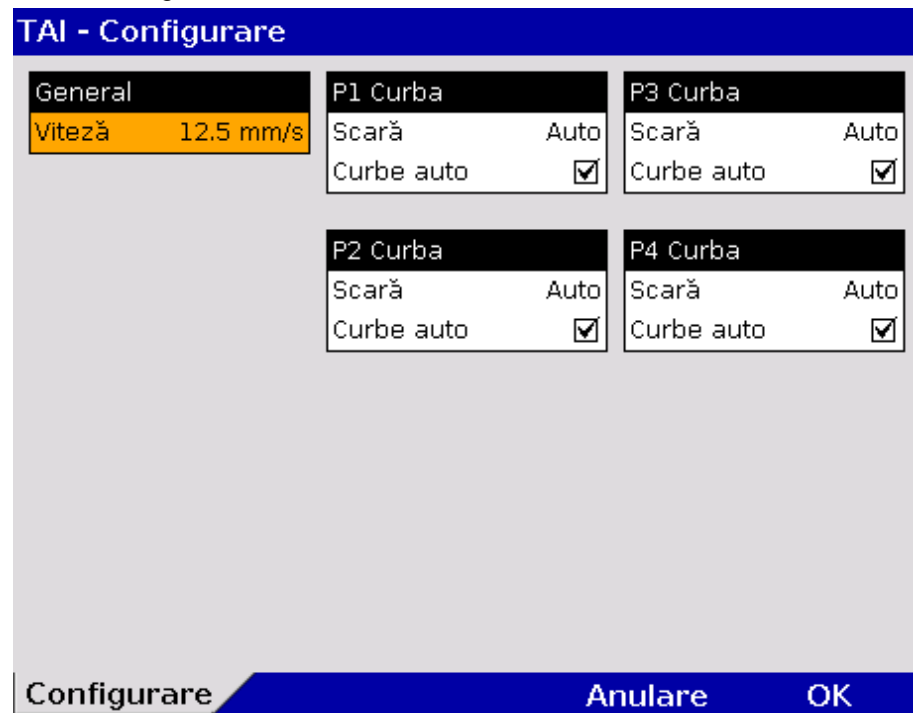 TAI - Configurare
General
Viteză 12.5 mm/s
P1 Curba
Scară Auto
Curbe auto
P3 Curba
Scară Auto
Curbe auto
P2 Curba
Scară Auto
Curbe auto
P4 Curba
Scară Auto
Curbe auto
Configurare Anulare OK